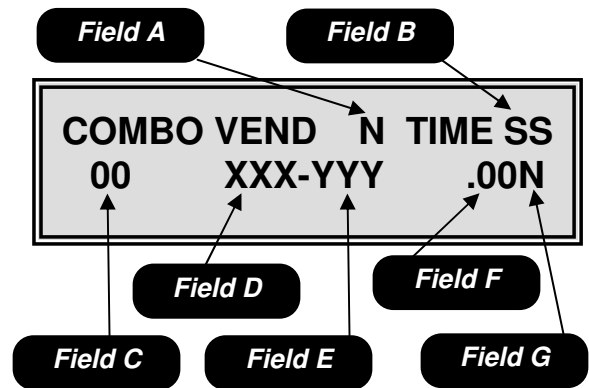 Field A Field B
COMBO VEND N TIME SS
00 XXX-YYY .00N
Field D Field F
Field C Field E Field G